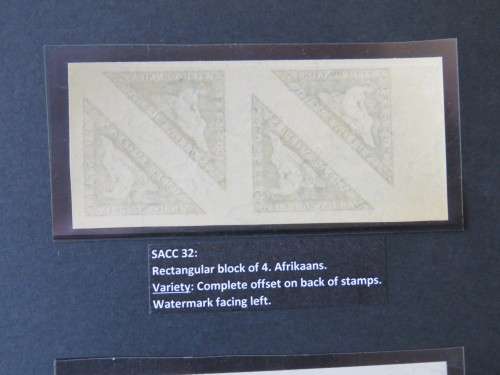 SACC 32:
Rectangular block of 4. Afrikaans.
Variety: Complete offset on back of stamps.
Watermark facing left.